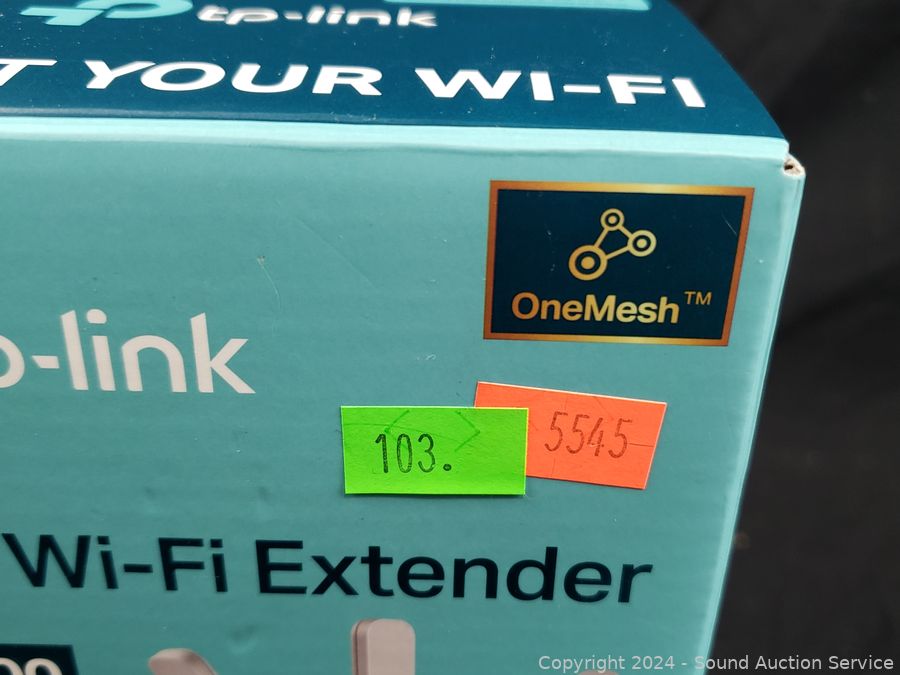 tp-link
T YOUR WI-FI
OneMesh™
p-link
103.
5545
Wi-Fi Extender
Copyright 2024 - Sound Auction Service